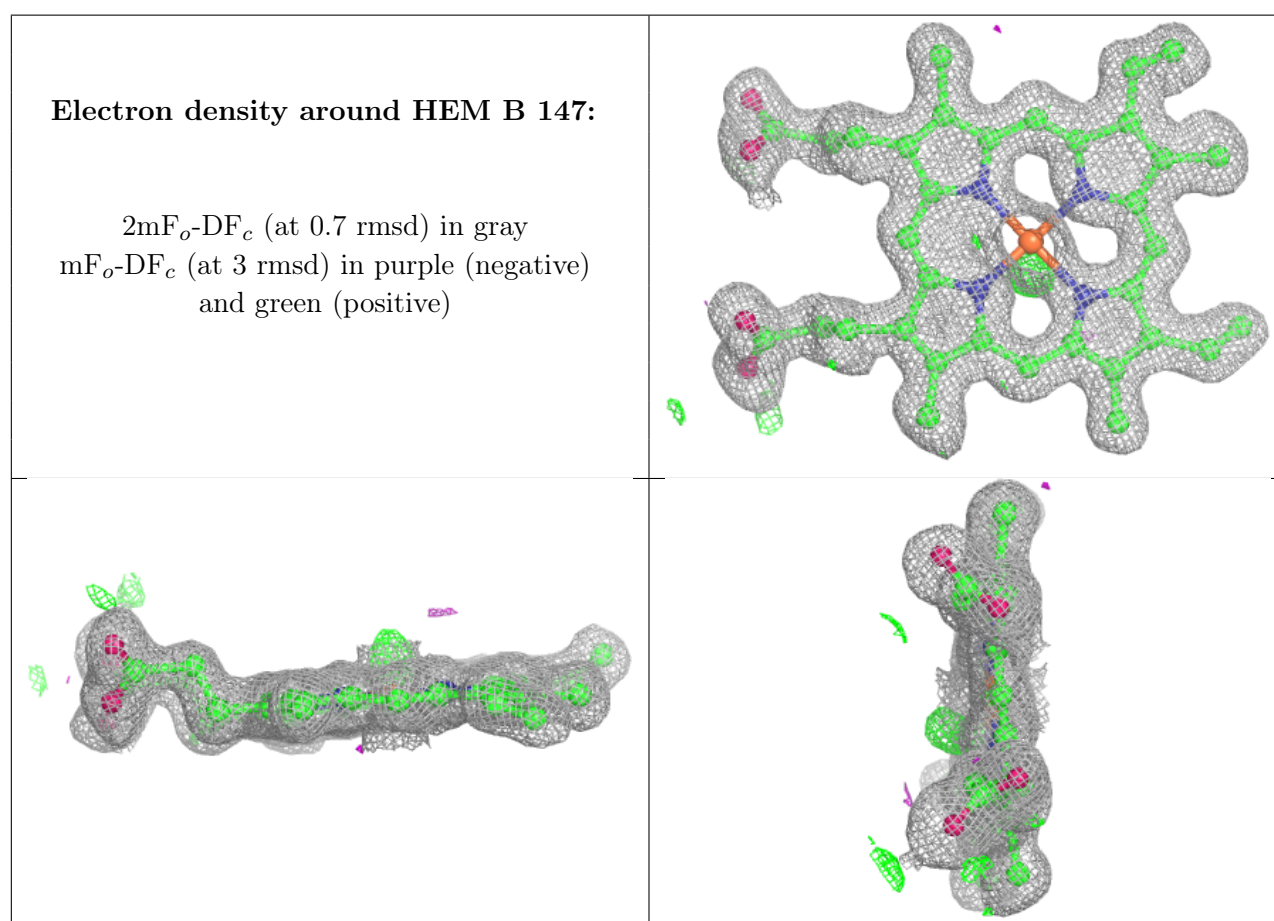 Electron density around HEM B 147:
2mFo-DFc (at 0.7 rmsd) in gray
mFo-DFc (at 3 rmsd) in purple (negative)
and green (positive)